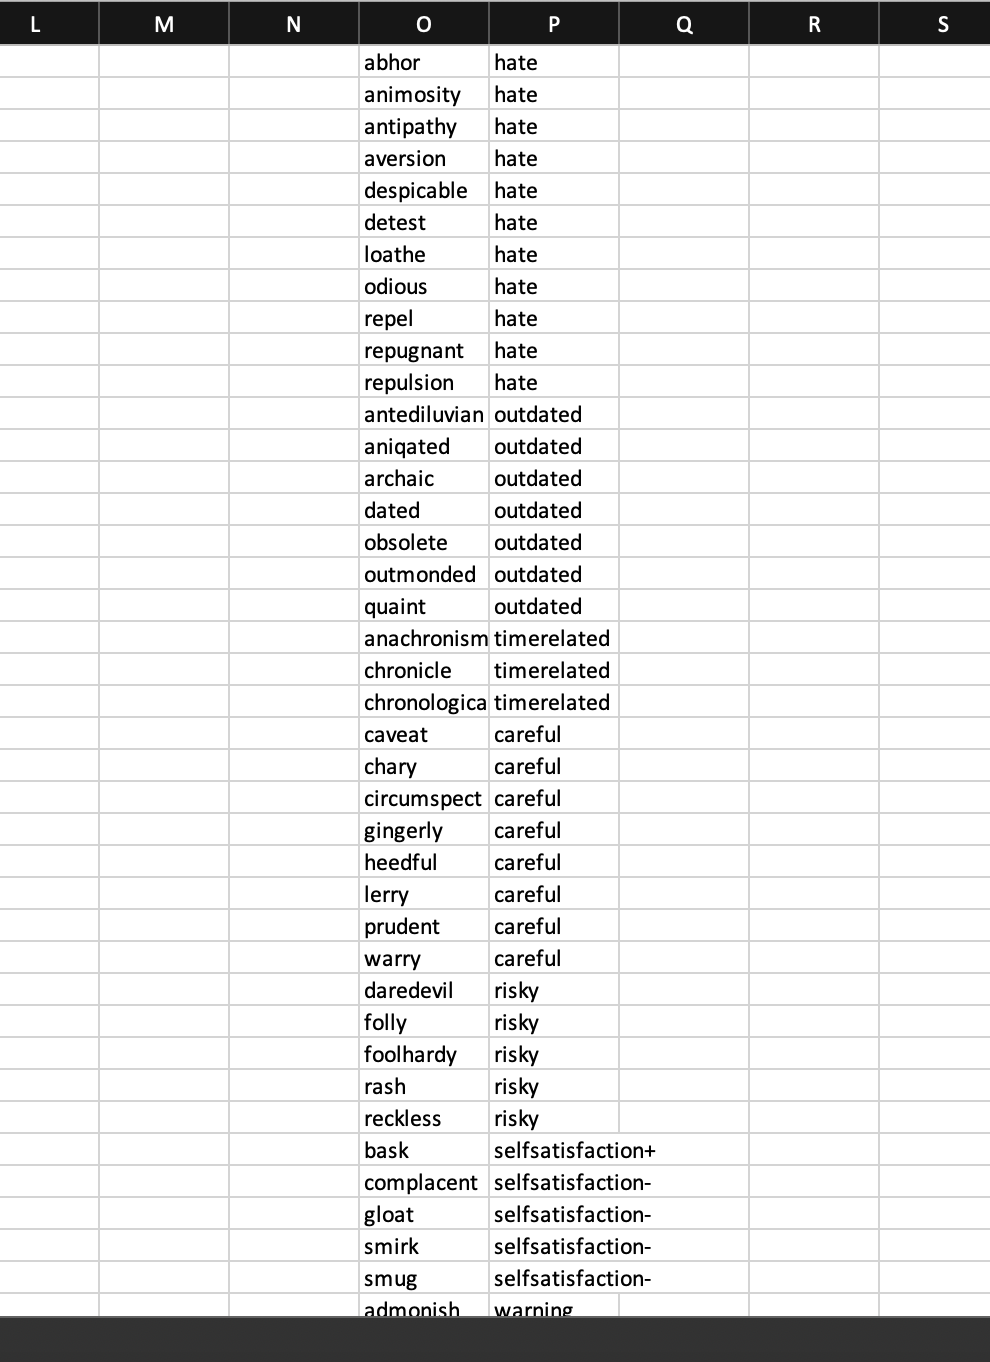 L M N O P Q R S
abhor hate
animosity hate
antipathy hate
aversion hate
despicable hate
detest hate
loathe hate
odious hate
repel hate
repugnant hate
repulsion hate
antediluvian outdated
aniqated outdated
archaic outdated
dated outdated
obsolete outdated
outmonded outdated
quaint outdated
anachronism timerelated
chronicle timerelated
chronologica timerelated
caveat careful
chary careful
circumspect careful
gingerly careful
heedful careful
lerry careful
prudent careful
warry careful
daredevil risky
folly risky
foolhardy risky
rash risky
reckless risky
bask selfsatisfaction+
complacent selfsatisfaction-
gloat selfsatisfaction-
smirk selfsatisfaction-
smug selfsatisfaction-
admonish warning